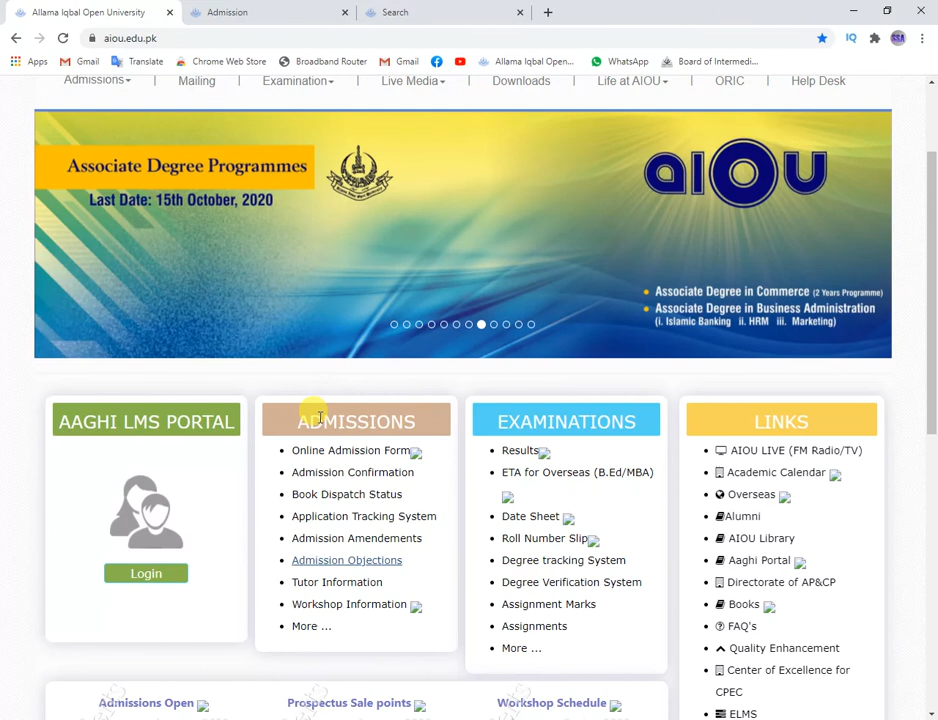 Allama Iqbal Open University
Admission
Search
aiou.edu.pk
Apps
Gmail
Translate
Chrome Web Store
Broadband Router
Gmail
Allama Iqbal Open...
WhatsApp
Board of Intermedi...
IQ
SSA
Admissions
Mailing
Examination
Live Media
Downloads
Life at AIOU
ORIC
Help Desk
Associate Degree Programmes
Last Date: 15th October, 2020
AIOU
Associate Degree in Commerce (2 Years Programme)
Associate Degree in Business Administration
(i. Islamic Banking ii. HRM iii. Marketing)
AAGHI LMS PORTAL
Login
ADMISSIONS
Online Admission Form
Admission Confirmation
Book Dispatch Status
Application Tracking System
Admission Amendements
Admission Objections
Tutor Information
Workshop Information
More ...
EXAMINATIONS
Results
ETA for Overseas (B.Ed/MBA)
Date Sheet
Roll Number Slip
Degree tracking System
Degree Verification System
Assignment Marks
Assignments
More ...
LINKS
AIOU LIVE (FM Radio/TV)
Academic Calendar
Overseas
Alumni
AIOU Library
Aaghi Portal
Directorate of AP&CP
Books
FAQ's
Quality Enhancement
Center of Excellence for
CPEC
ELMS
Admissions Open
Prospectus Sale points
Workshop Schedule